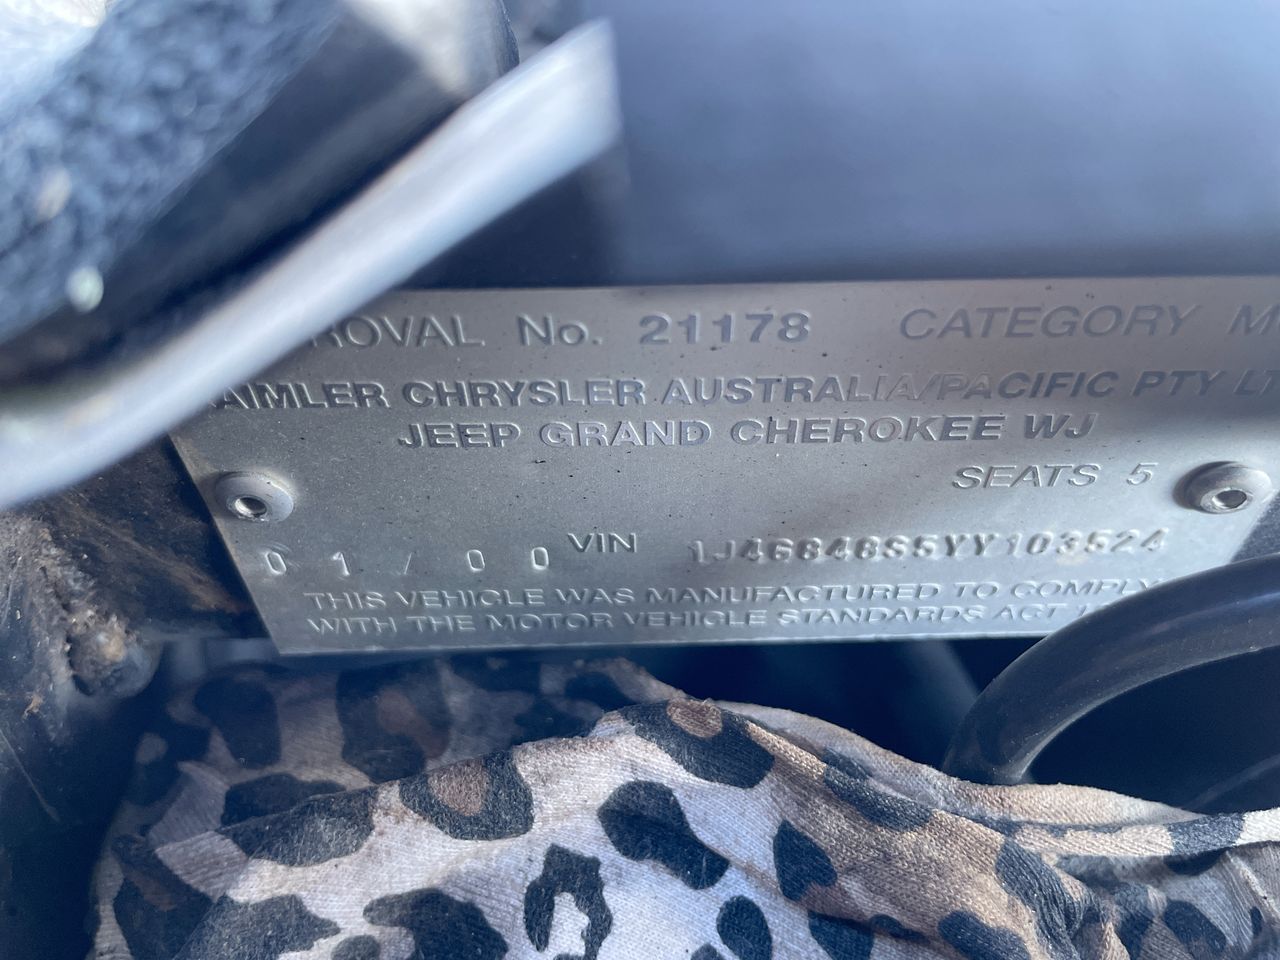 ROVAL No. 21178 CATEGORY M
AIMLER CHRYSLER AUSTRALIA/PACIFIC PTY LT
JEEP GRAND CHEROKEE WJ
SEATS 5
01/00 VIN 1J4G848S5YY103524
THIS VEHICLE WAS MANUFACTURED TO COMPLY
WITH THE MOTOR VEHICLE STANDARDS ACT